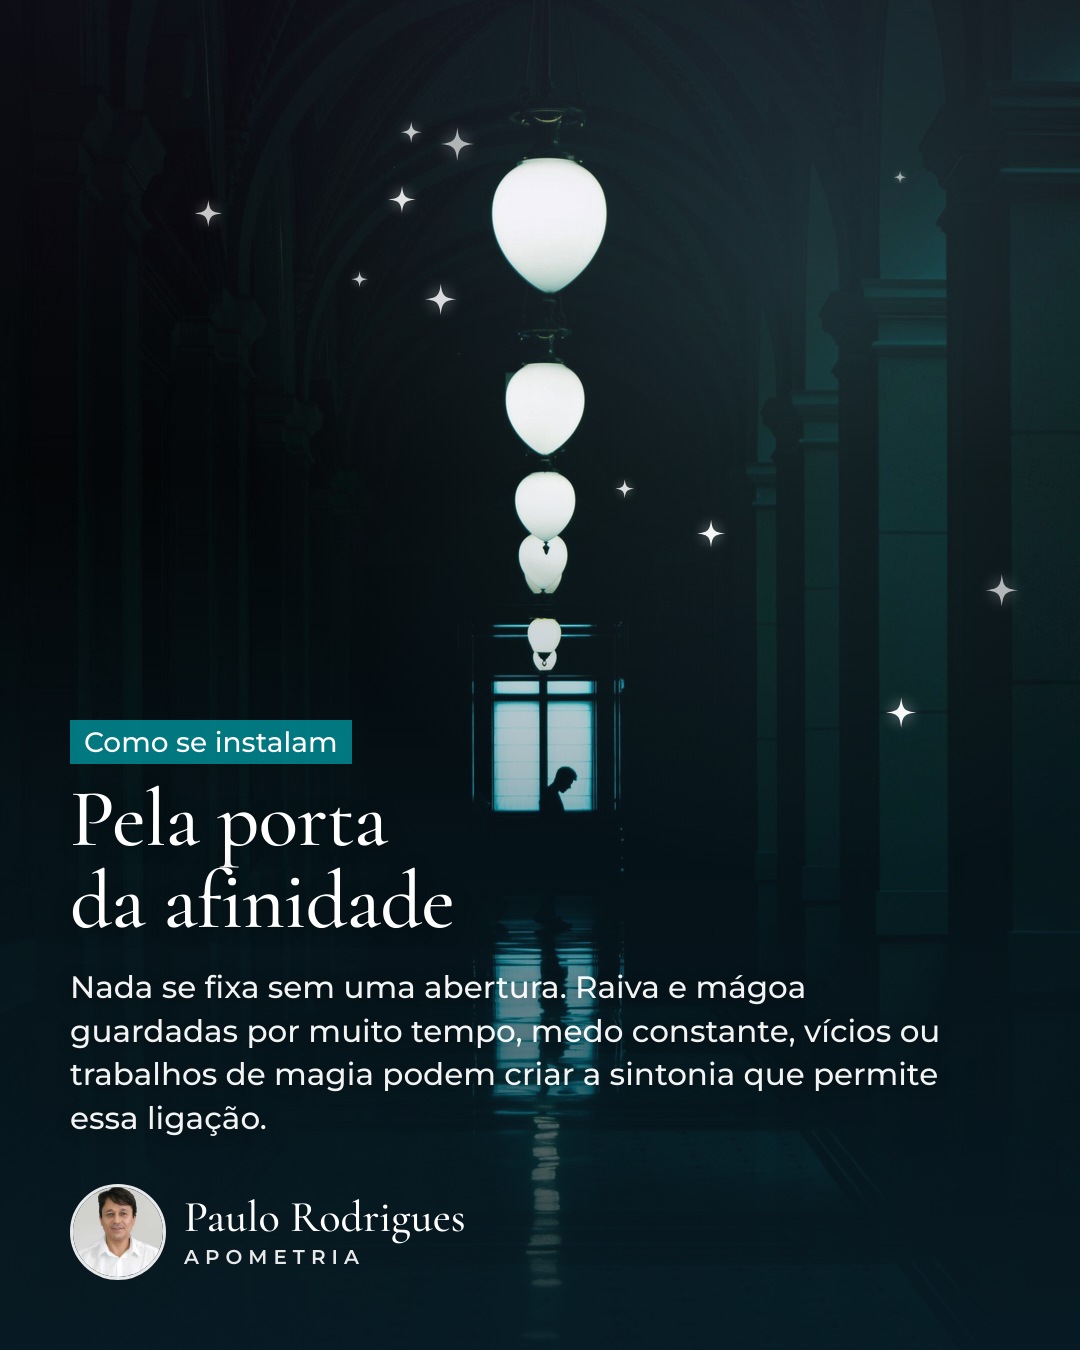 Como se instalam
Pela porta
da afinidade
Nada se fixa sem uma abertura. Raiva e mágoa
guardadas por muito tempo, medo constante, vícios ou
trabalhos de magia podem criar a sintonia que permite
essa ligação.
Paulo Rodrigues
APOMETRIA